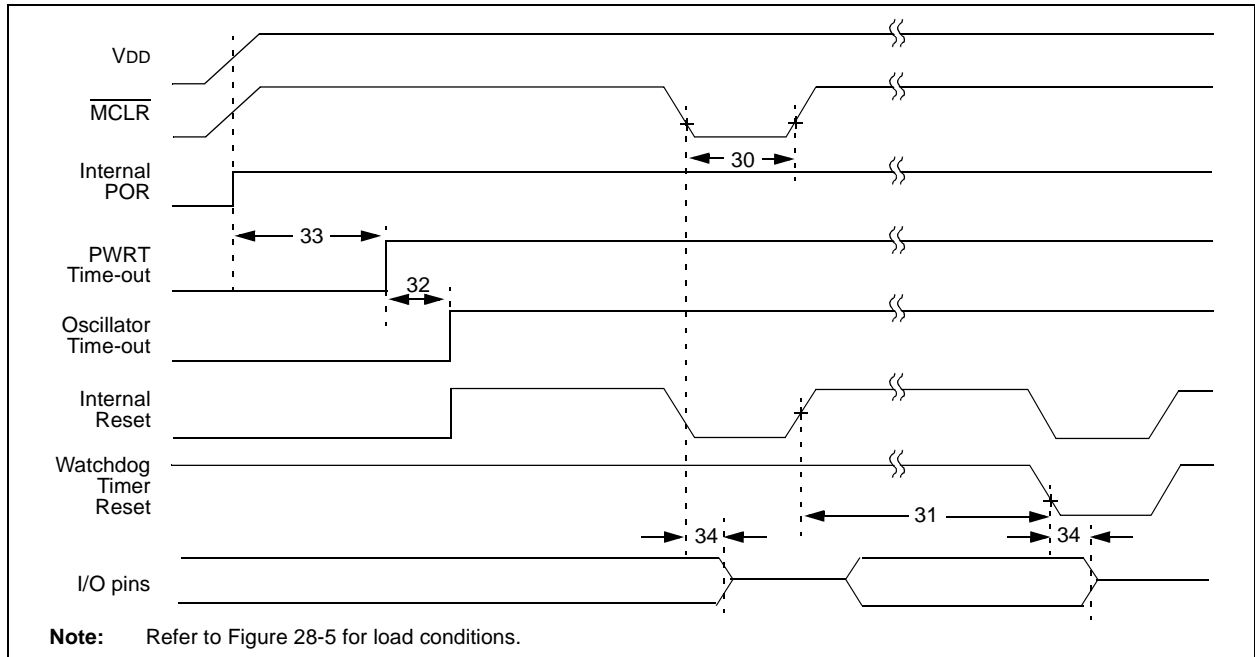 VDD
MCLR
30
Internal
POR
33
PWRT
Time-out
32
Oscillator
Time-out
Internal
Reset
Watchdog
Timer
Reset
31
34
34
I/O pins
Note: Refer to Figure 28-5 for load conditions.